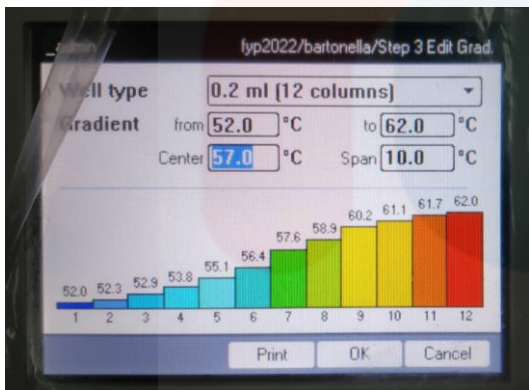 _admin fyp2022/bartonella/Step 3 Edit Grad.
Well type 0.2 ml (12 columns)
Gradient from 52.0 °C to 62.0 °C
Center 57.0 °C Span 10.0 °C
52.0 52.3 52.9 53.8 55.1 56.4 57.6 58.9 60.2 61.1 61.7 62.0
1 2 3 4 5 6 7 8 9 10 11 12
Print OK Cancel